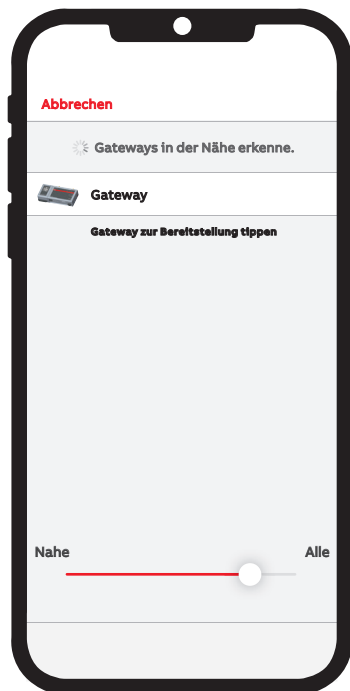 Abbrechen
Gateways in der Nähe erkenne.
Gateway
Gateway zur Bereitstellung tippen
Nahe Alle